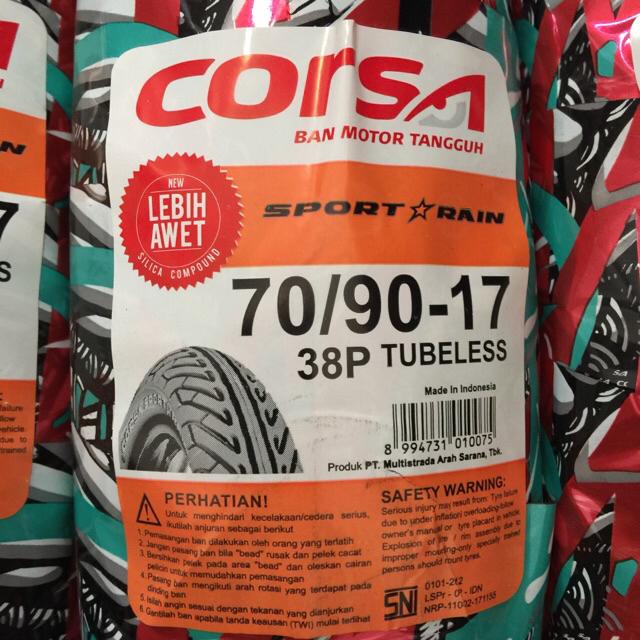 CORSA
BAN MOTOR TANGGUH
NEW
LEBIH
AWET
SILICA COMPOUND
SPORT RAIN
70/90-17
38P TUBELESS
Made In Indonesia
8 994731 010075
Produk PT. Multistrada Arah Sarana, Tbk.
PERHATIAN!
Untuk menghindari kecelakaan/cedera serius,
ikutilah anjuran sebagai berikut
1. Pemasangan ban dilakukan oleh orang yang terlatih
2. Jangan pasang ban bila "bead" rusak dan pelek cacat
3. Bersihkan pelek pada area "bead" dan oleskan cairan
pelicin untuk memudahkan pemasangan
4. Pasang ban mengikuti arah rotasi yang terdapat pada
dinding ban
5. Isilah angin sesuai dengan tekanan yang dianjurkan
6. Gantilah ban apabila tanda keausan (TWI) mulai terlihat
SAFETY WARNING:
Serious injury may result from: Tyre failure
due to under inflation/ overloading-follow
owner's manual or tyre placard in vehicle.
Explosion of tyre / rim assembly due to
improper mouting-only specially trained
persons should mount tyres.
SNI
0101-2012
LSPr - - IDN
NRP-11002-171155